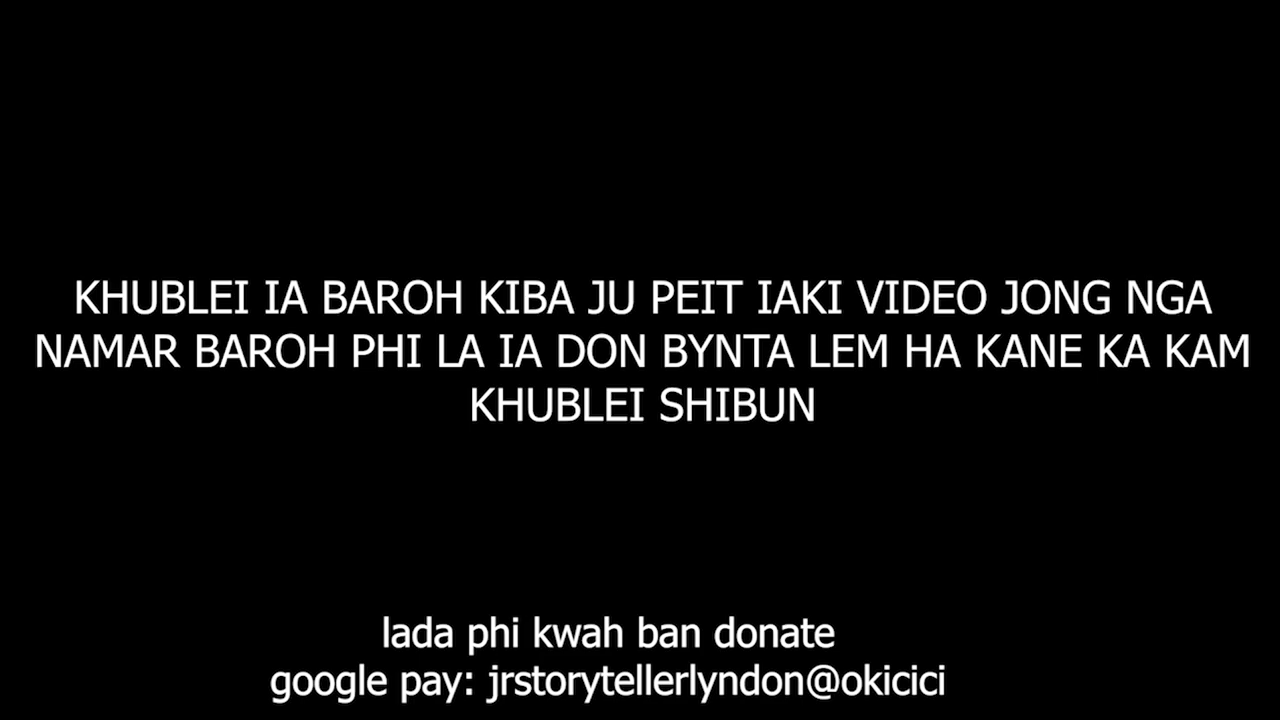 KHUBLEI IA BAROH KIBA JU PEIT IAKI VIDEO JONG NGA
NAMAR BAROH PHI LA IA DON BYNTA LEM HA KANE KA KAM
KHUBLEI SHIBUN
lada phi kwah ban donate
google pay: jrstorytellerlyndon@okicici